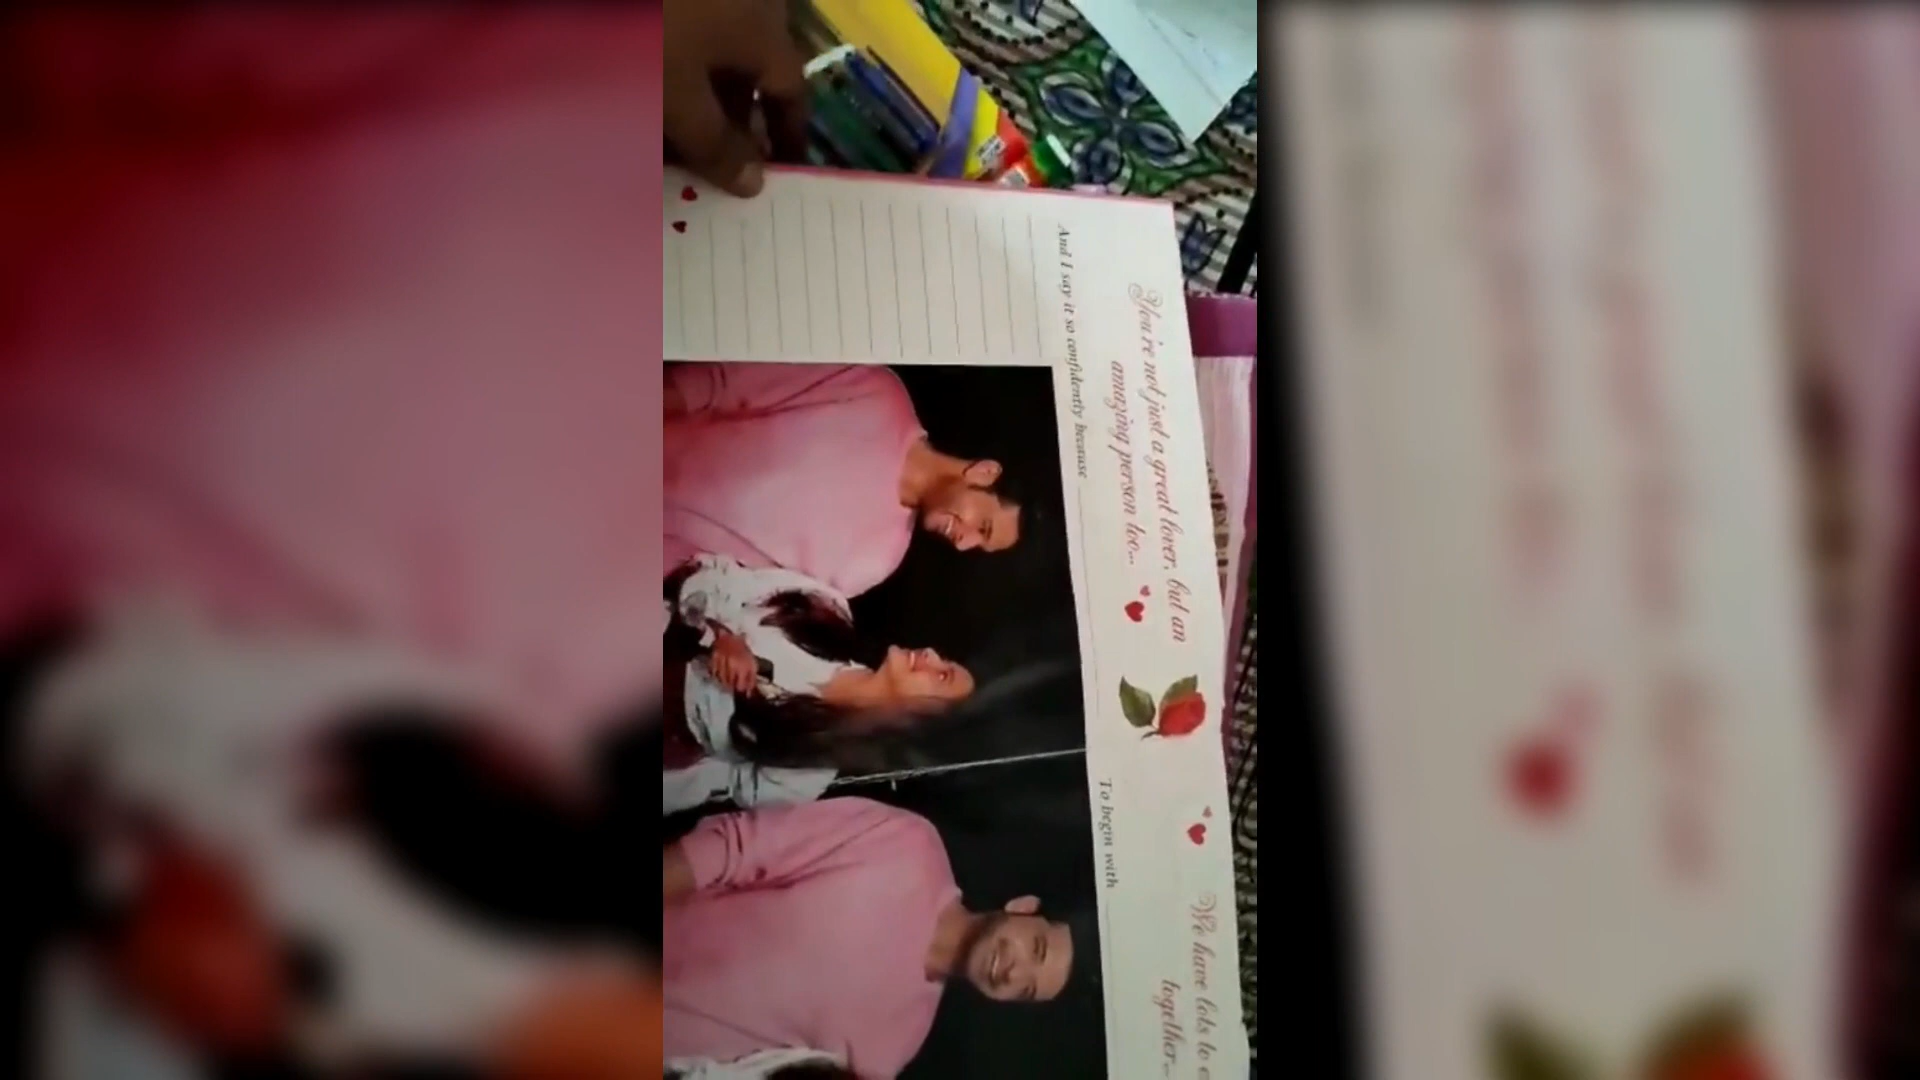 You're not just a great lover, but an
amazing person too...
And I say it so confidently because
We have lots to
together...
To begin with